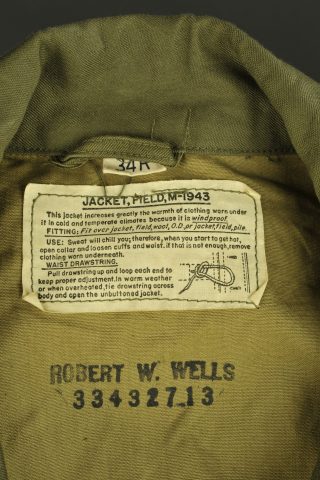 34R
JACKET, FIELD, M-1943
This jacket increases greatly the warmth of clothing worn under
it in cold and temperate climates because it is windproof.
FITTING: Fit over jacket, field, wool, O.D., or jacket, field, pile
USE: Sweat will chill you; therefore, when you start to get hot,
open collar and loosen cuffs and waist. if that is not enough, remove
clothing worn underneath.
WAIST DRAWSTRING.
Pull drawstring up and loop each end to
keep proper adjustment. In warm weather
or when overheated, tie drawstring across
body and open the unbuttoned jacket.
ROBERT W. WELLS
33432713